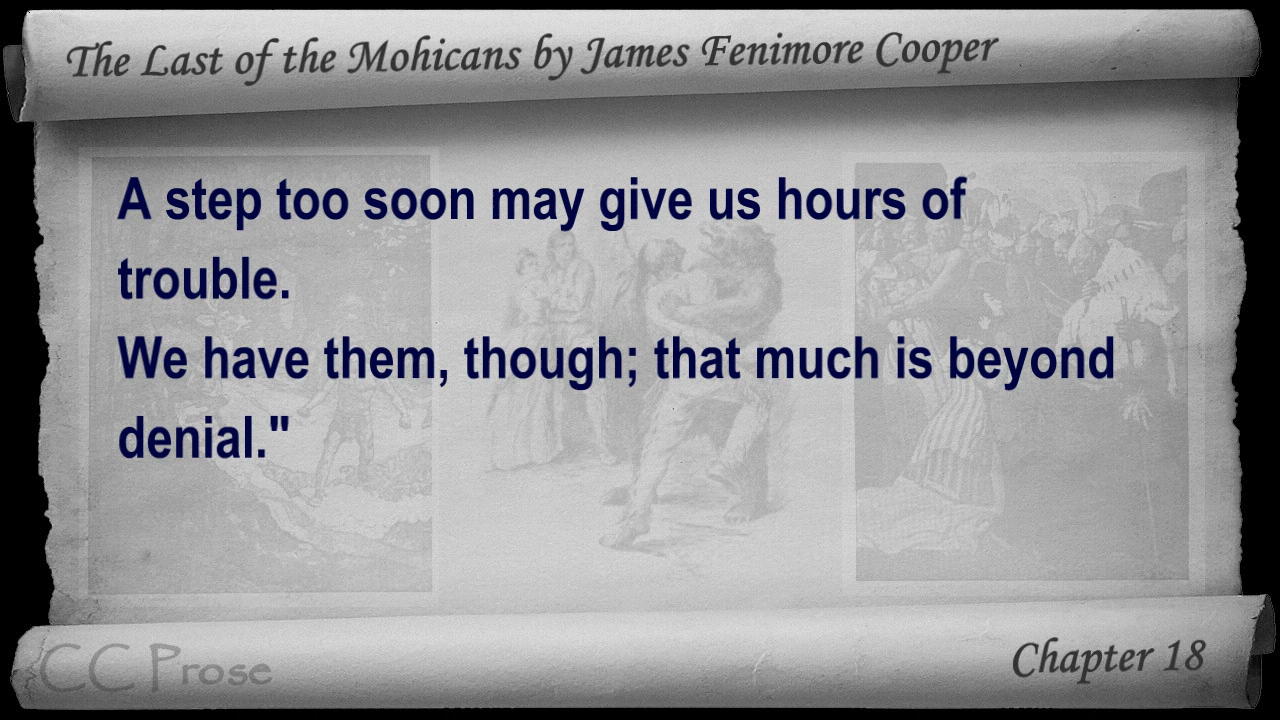 The Last of the Mohicans by James Fenimore Cooper
A step too soon may give us hours of
trouble.
We have them, though; that much is beyond
denial."
CC Prose
Chapter 18